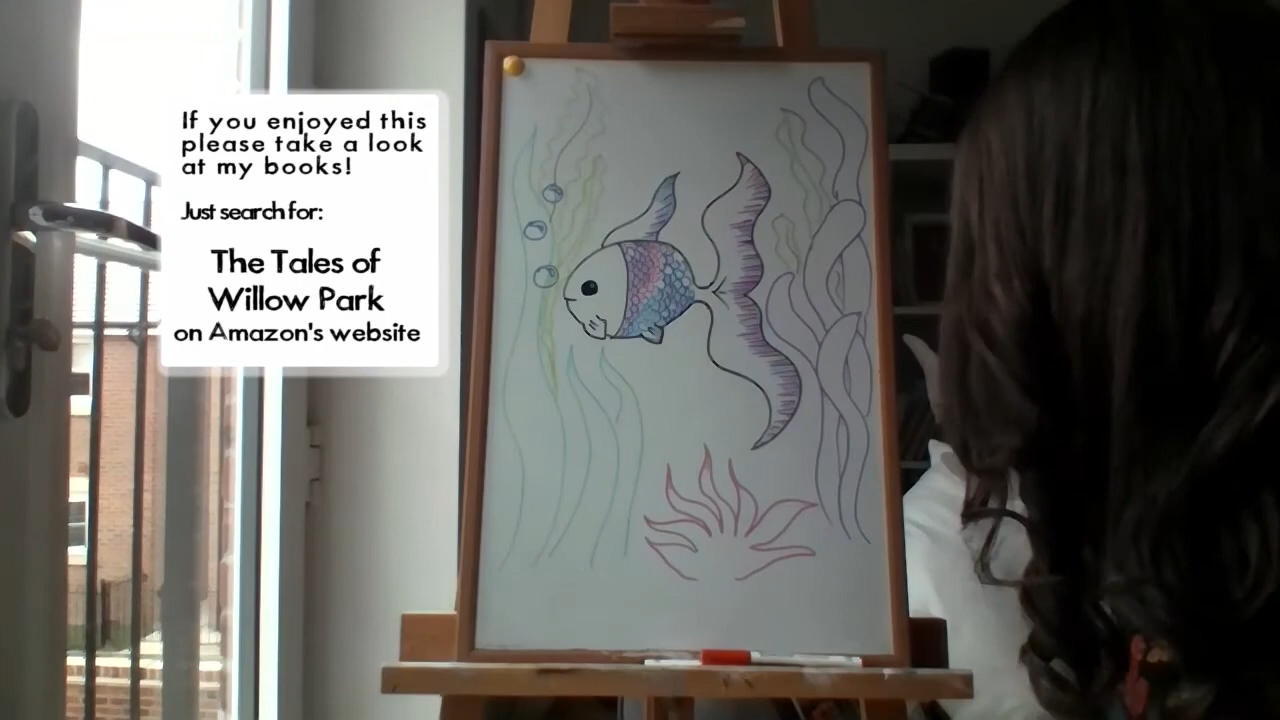 If you enjoyed this
please take a look
at my books!
Just search for:
The Tales of
Willow Park
on Amazon's website